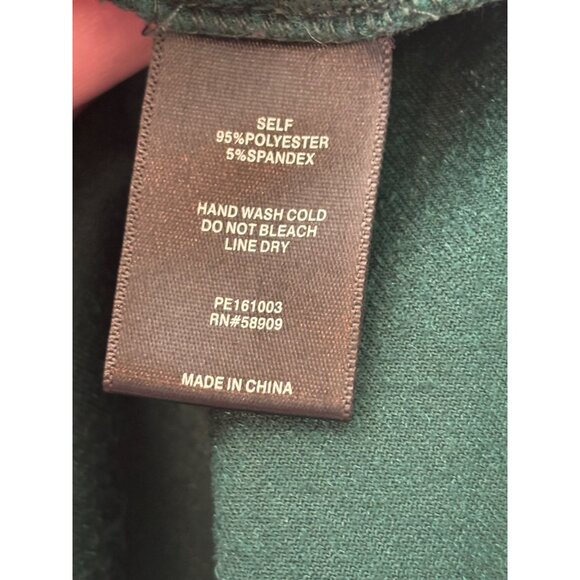 SELF
95%POLYESTER
5%SPANDEX
HAND WASH COLD
DO NOT BLEACH
LINE DRY
PE161003
RN#58909
MADE IN CHINA